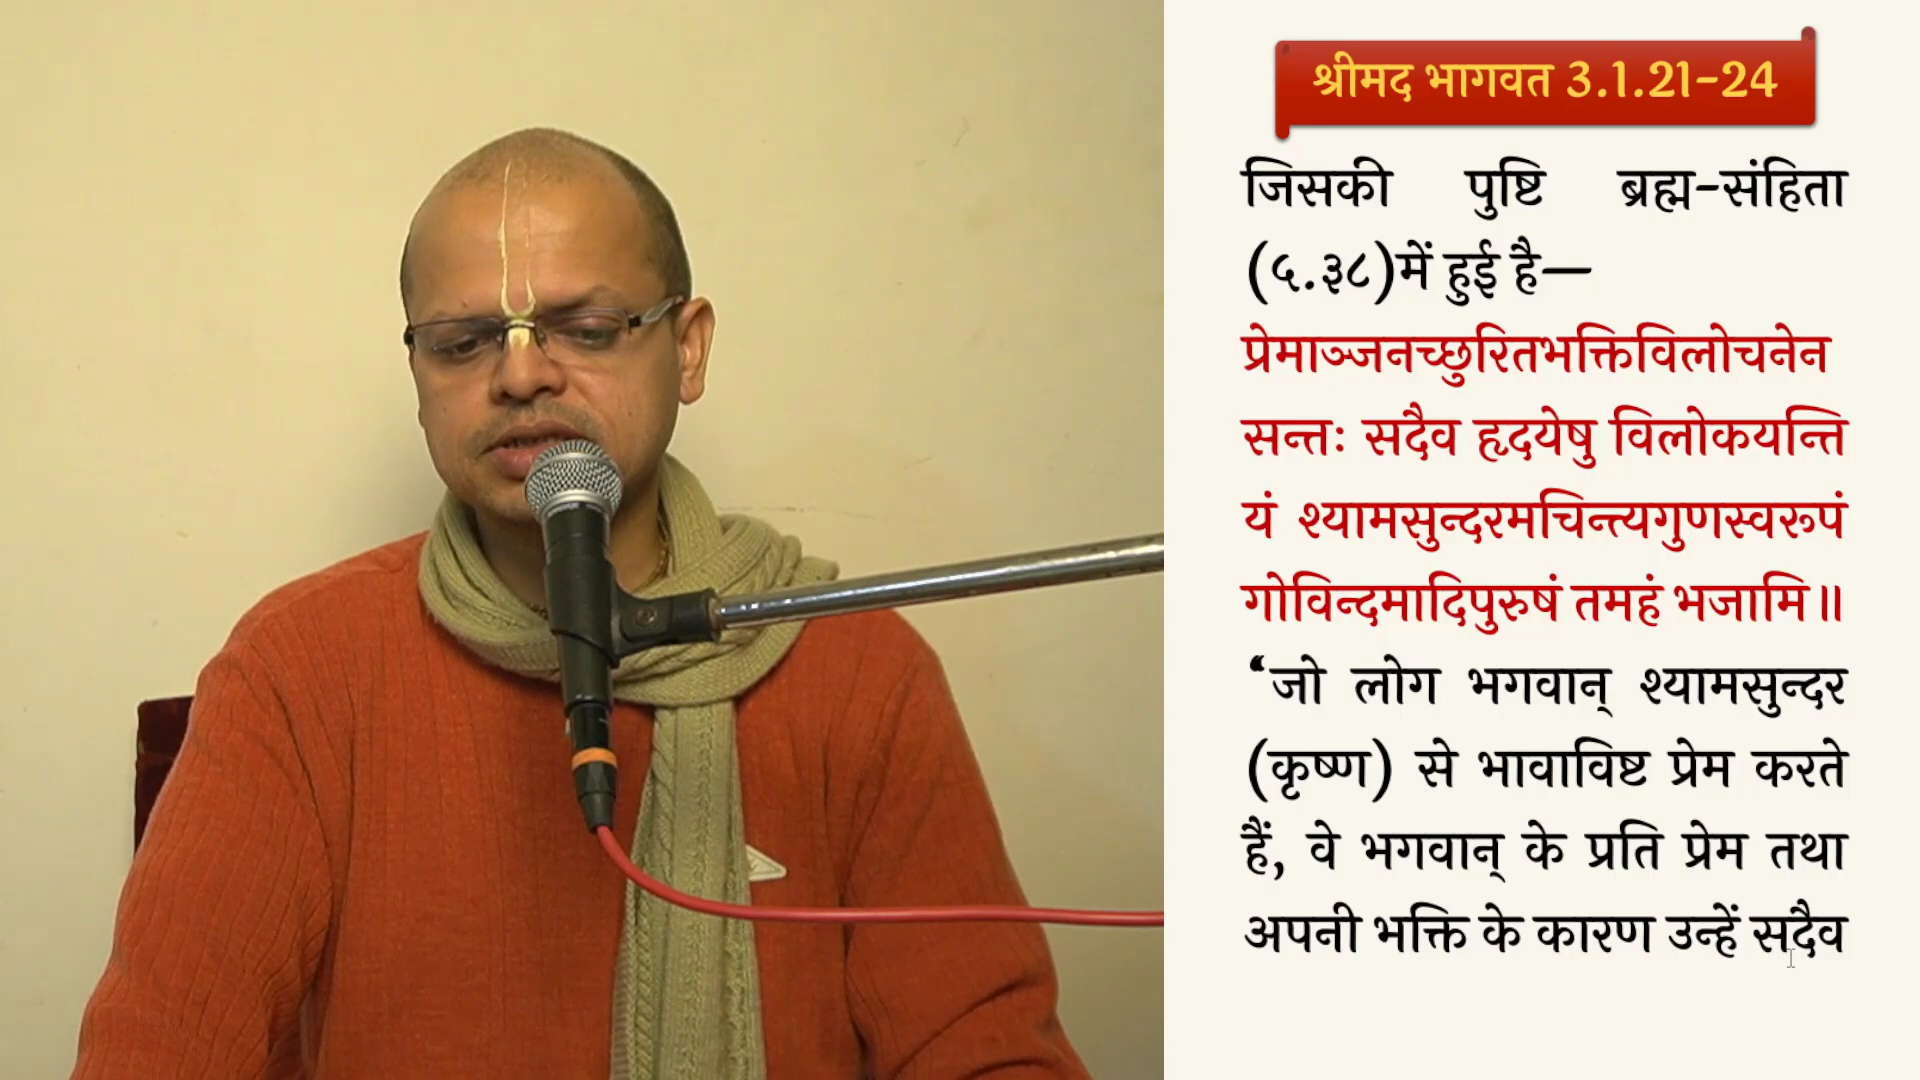 श्रीमद भागवत 3.1.21-24
जिसकी पुष्टि ब्रह्म-संहिता
(५.३८)में हुई है—
प्रेमाञ्जनच्छुरितभक्तिविलोचनेन
सन्तः सदैव हृदयेषु विलोकयन्ति
यं श्यामसुन्दरमचिन्त्यगुणस्वरूपं
गोविन्दमादिपुरुषं तमहं भजामि॥
“जो लोग भगवान् श्यामसुन्दर
(कृष्ण) से भावाविष्ट प्रेम करते
हैं, वे भगवान् के प्रति प्रेम तथा
अपनी भक्ति के कारण उन्हें सदैव